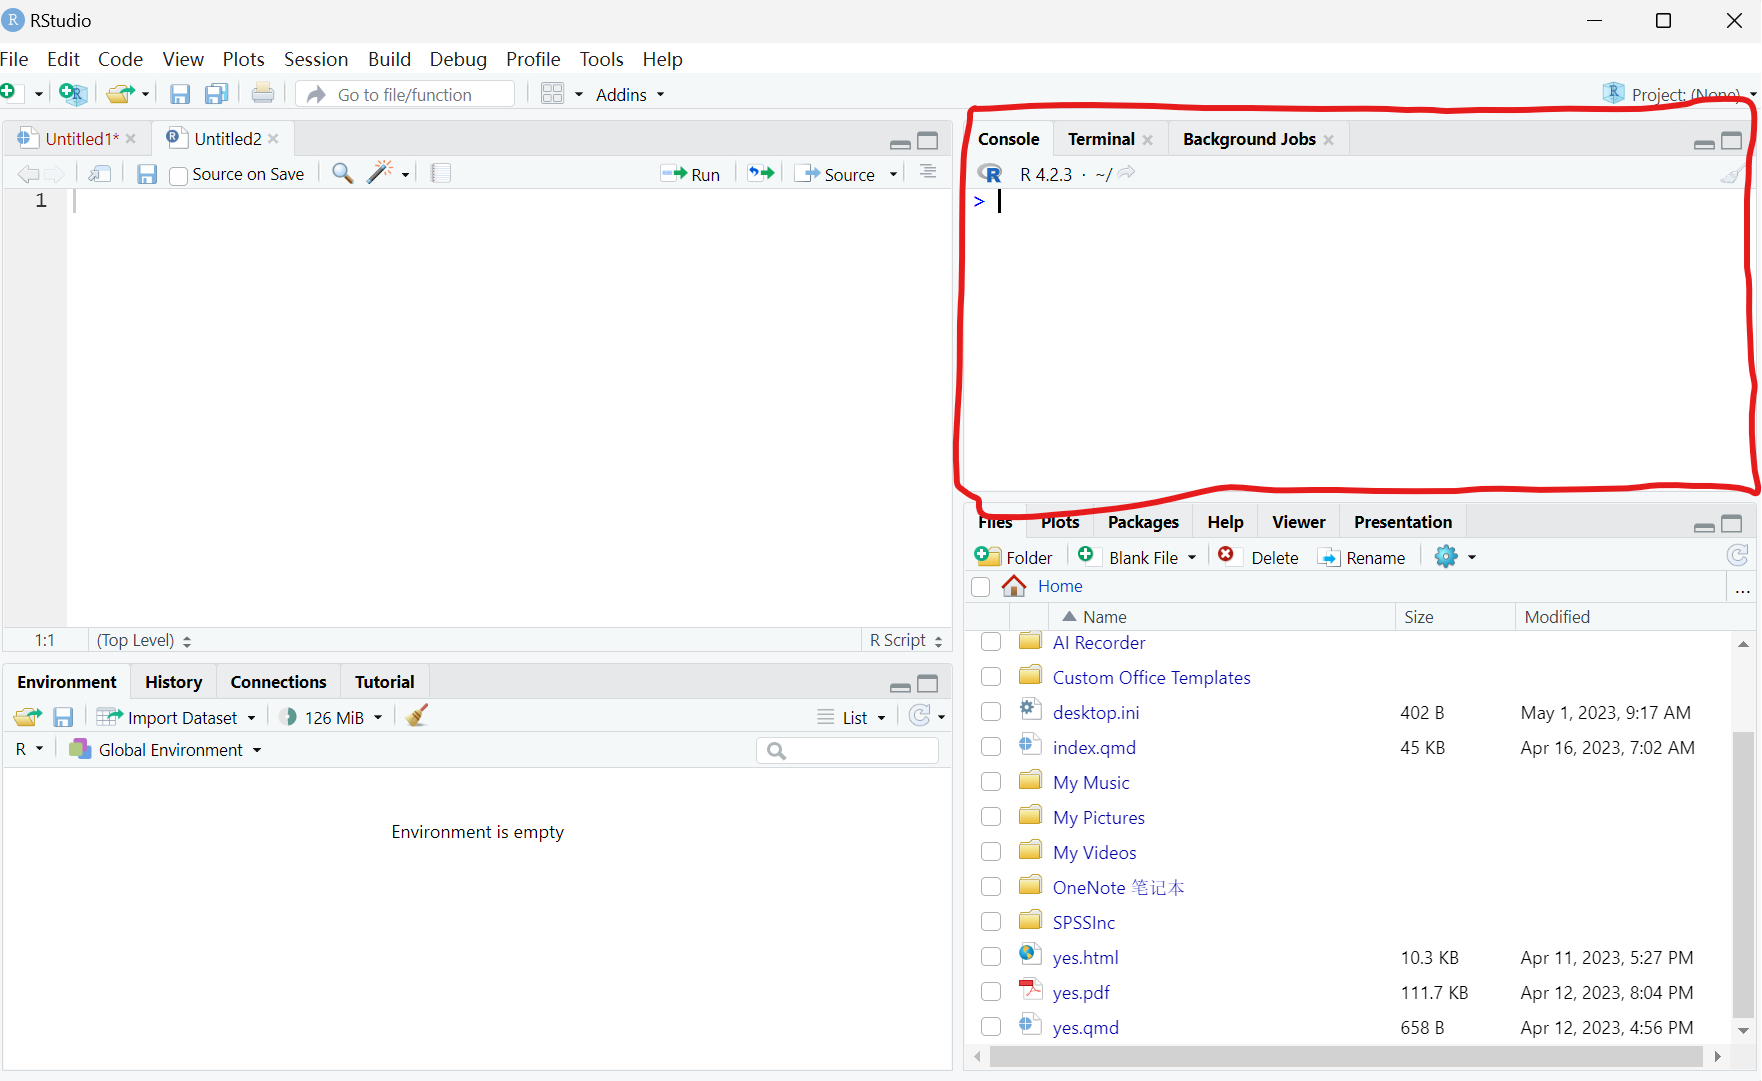 RStudio
File Edit Code View Plots Session Build Debug Profile Tools Help
Go to file/function Addins Project: (None)
Untitled1* Untitled2
Source on Save Run Source
1
1:1 (Top Level) R Script
Environment History Connections Tutorial
Import Dataset 126 MiB List
R Global Environment
Environment is empty
Console Terminal Background Jobs
R 4.2.3 · ~/
>
Files Plots Packages Help Viewer Presentation
Folder Blank File Delete Rename
Home ...
Name Size Modified
AI Recorder
Custom Office Templates
desktop.ini 402 B May 1, 2023, 9:17 AM
index.qmd 45 KB Apr 16, 2023, 7:02 AM
My Music
My Pictures
My Videos
OneNote 笔记本
SPSSInc
yes.html 10.3 KB Apr 11, 2023, 5:27 PM
yes.pdf 111.7 KB Apr 12, 2023, 8:04 PM
yes.qmd 658 B Apr 12, 2023, 4:56 PM